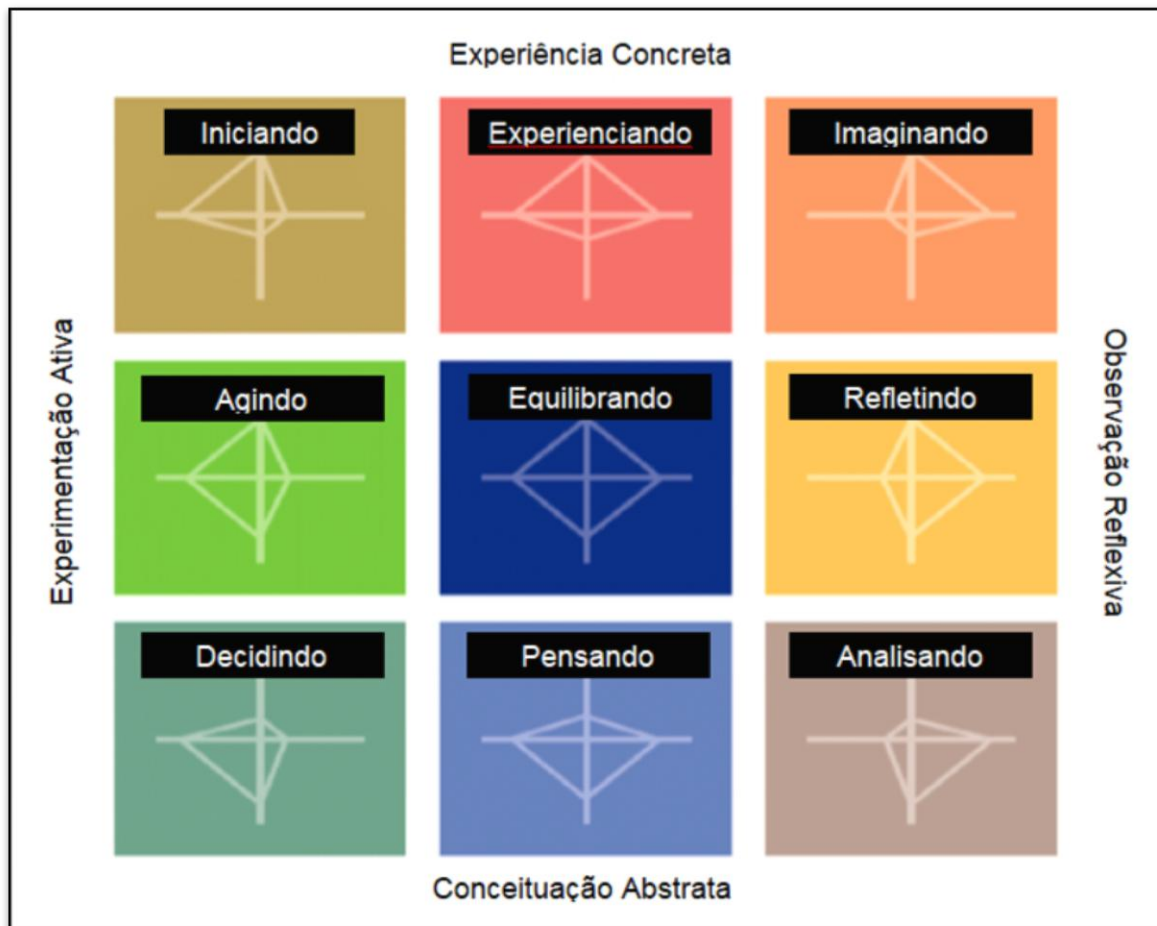 Experiência Concreta
Iniciando
Experienciando
Imaginando
Experimentação Ativa
Observação Reflexiva
Agindo
Equilibrando
Refletindo
Decidindo
Pensando
Analisando
Conceituação Abstrata